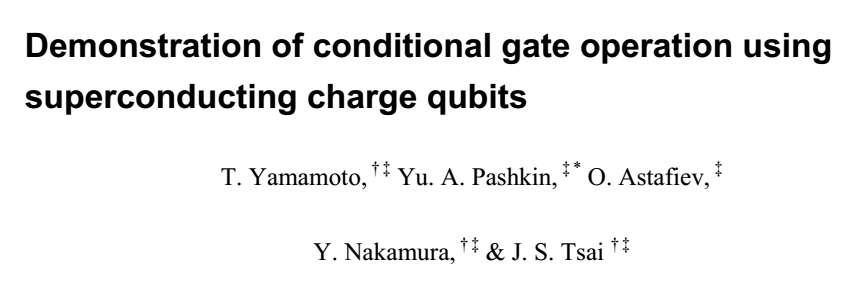 Demonstration of conditional gate operation using
superconducting charge qubits
T. Yamamoto, †‡ Yu. A. Pashkin, ‡* O. Astafiev, ‡
Y. Nakamura, †‡ & J. S. Tsai †‡